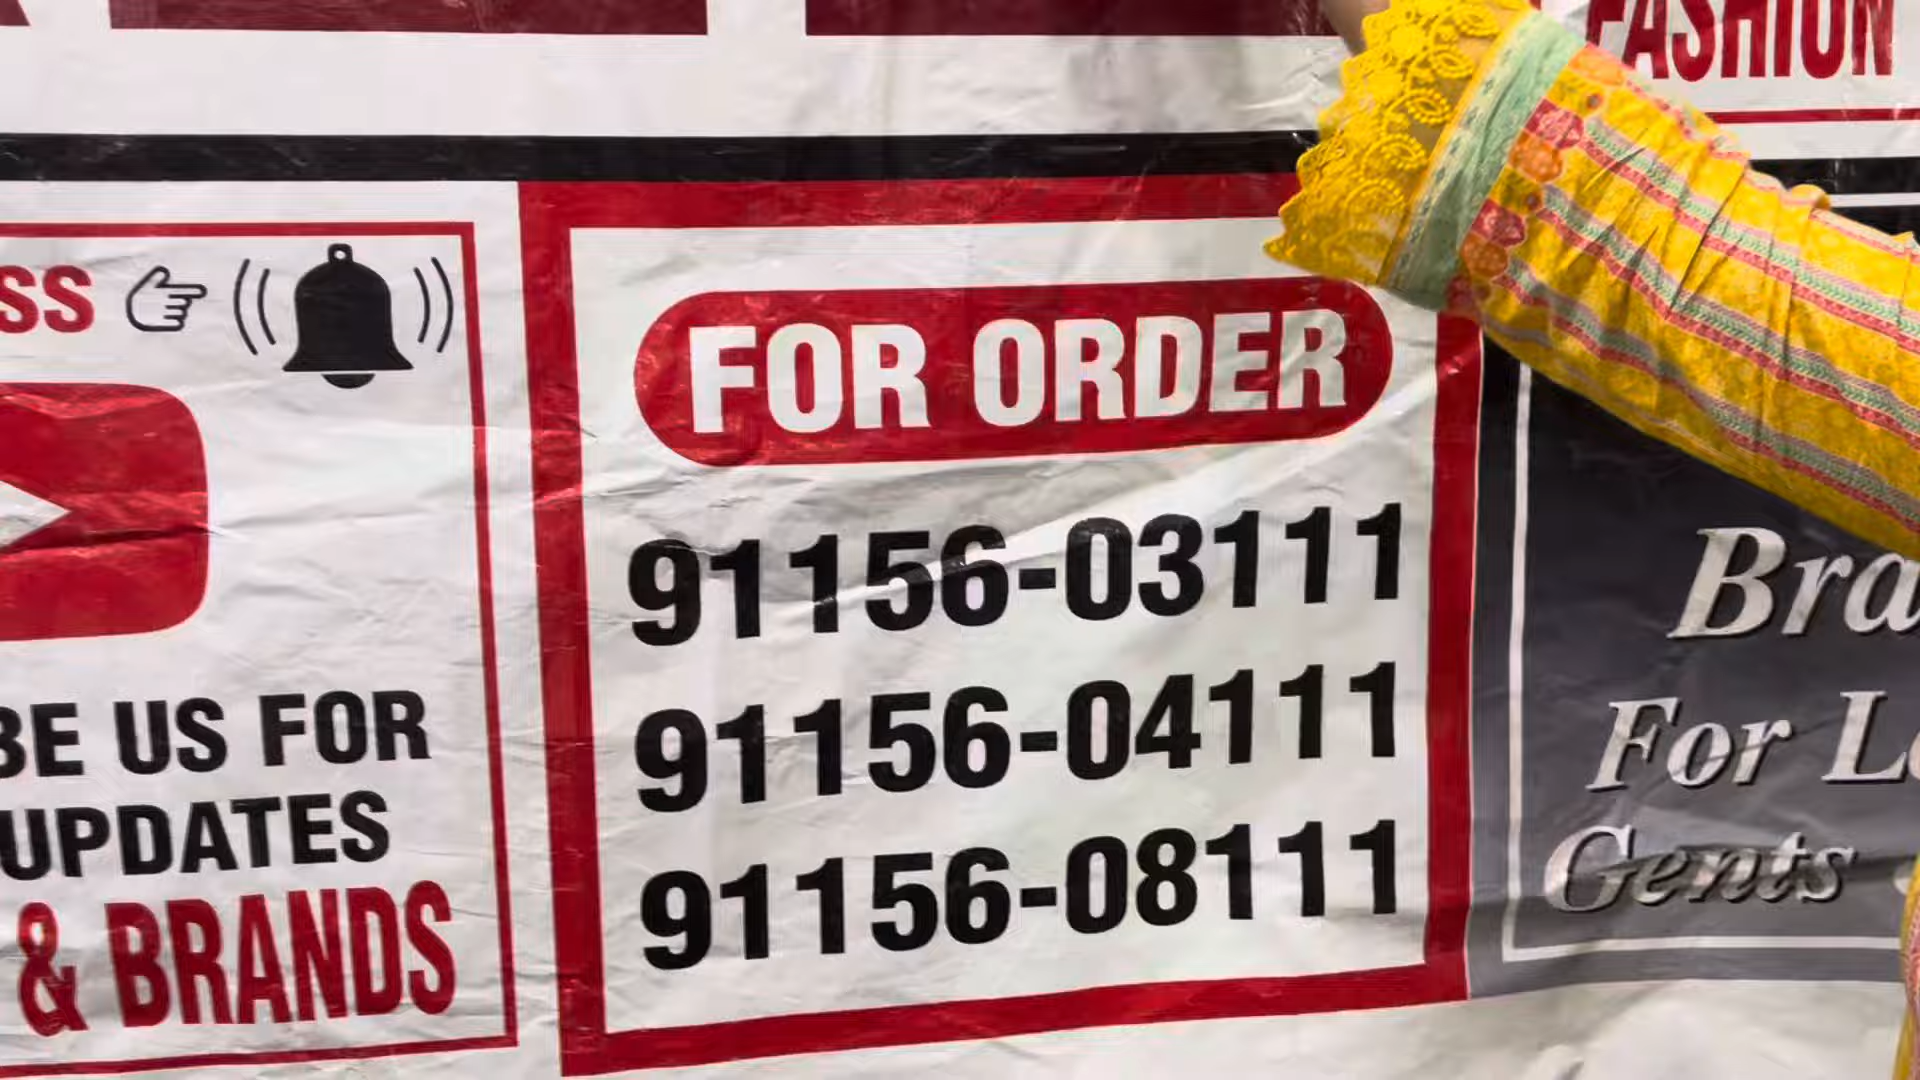 FASHION
SS
BE US FOR
UPDATES
& BRANDS
FOR ORDER
91156-03111
91156-04111
91156-08111
Bra
For L
Gents